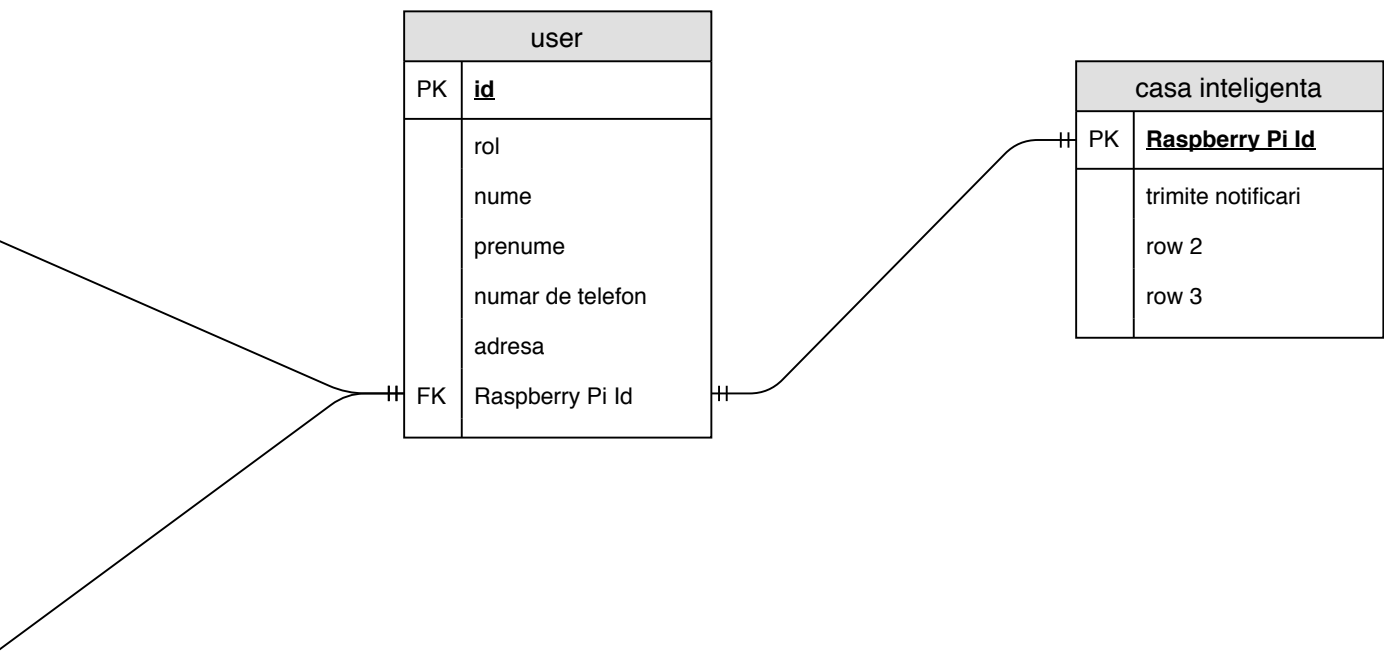 user
PK id
rol
nume
prenume
numar de telefon
adresa
FK Raspberry Pi Id
casa inteligenta
PK Raspberry Pi Id
trimite notificari
row 2
row 3